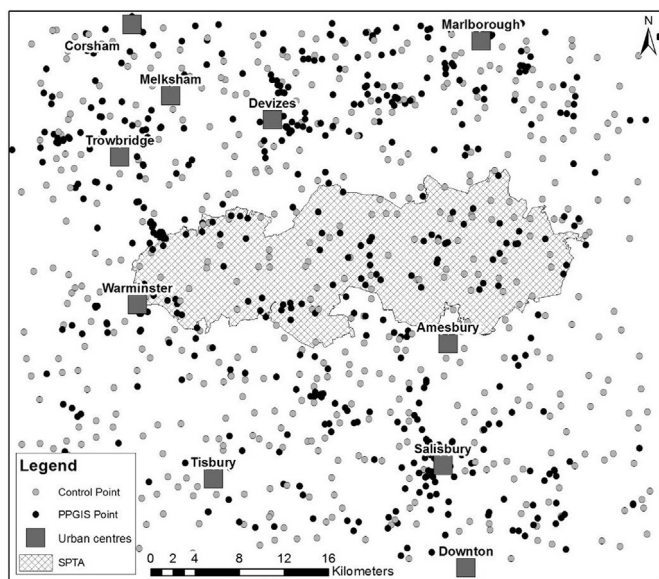 N
Corsham
Marlborough
Melksham
Devizes
Trowbridge
Warminster
Amesbury
Salisbury
Tisbury
Downton
Legend
Control Point
PPGIS Point
Urban centres
SPTA
0 2 4 8 12 16
Kilometers